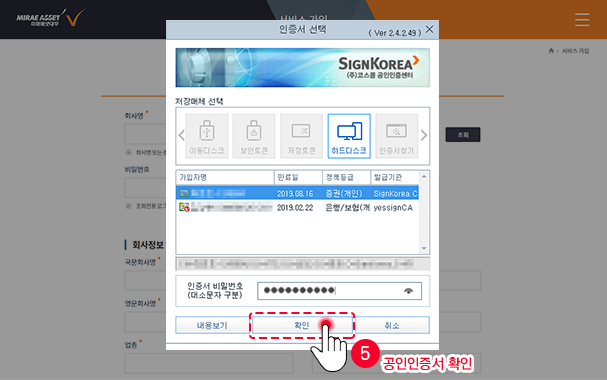 MIRAE ASSET
미래에셋대우
서비스 가입
인증서 선택
( Ver 2.4.2.49 )
SIGNKOREA
(주)코스콤 공인인증센터
> 서비스 가입
저장매체 선택
이동디스크 보안토큰 저장토큰 하드디스크 인증서찾기
회사명 *
조회
가입자명 만료일 정책등급 발급기관
2019.08.16 증권(개인) SignKorea C
2019.02.22 은행/보험(개 yessignCA
비밀번호
회사정보
국문회사명 *
인증서 비밀번호
(대소문자 구분)
●●●●●●●●●●
영문회사명 *
내용보기 확인 취소
업종 *
5 공인인증서 확인